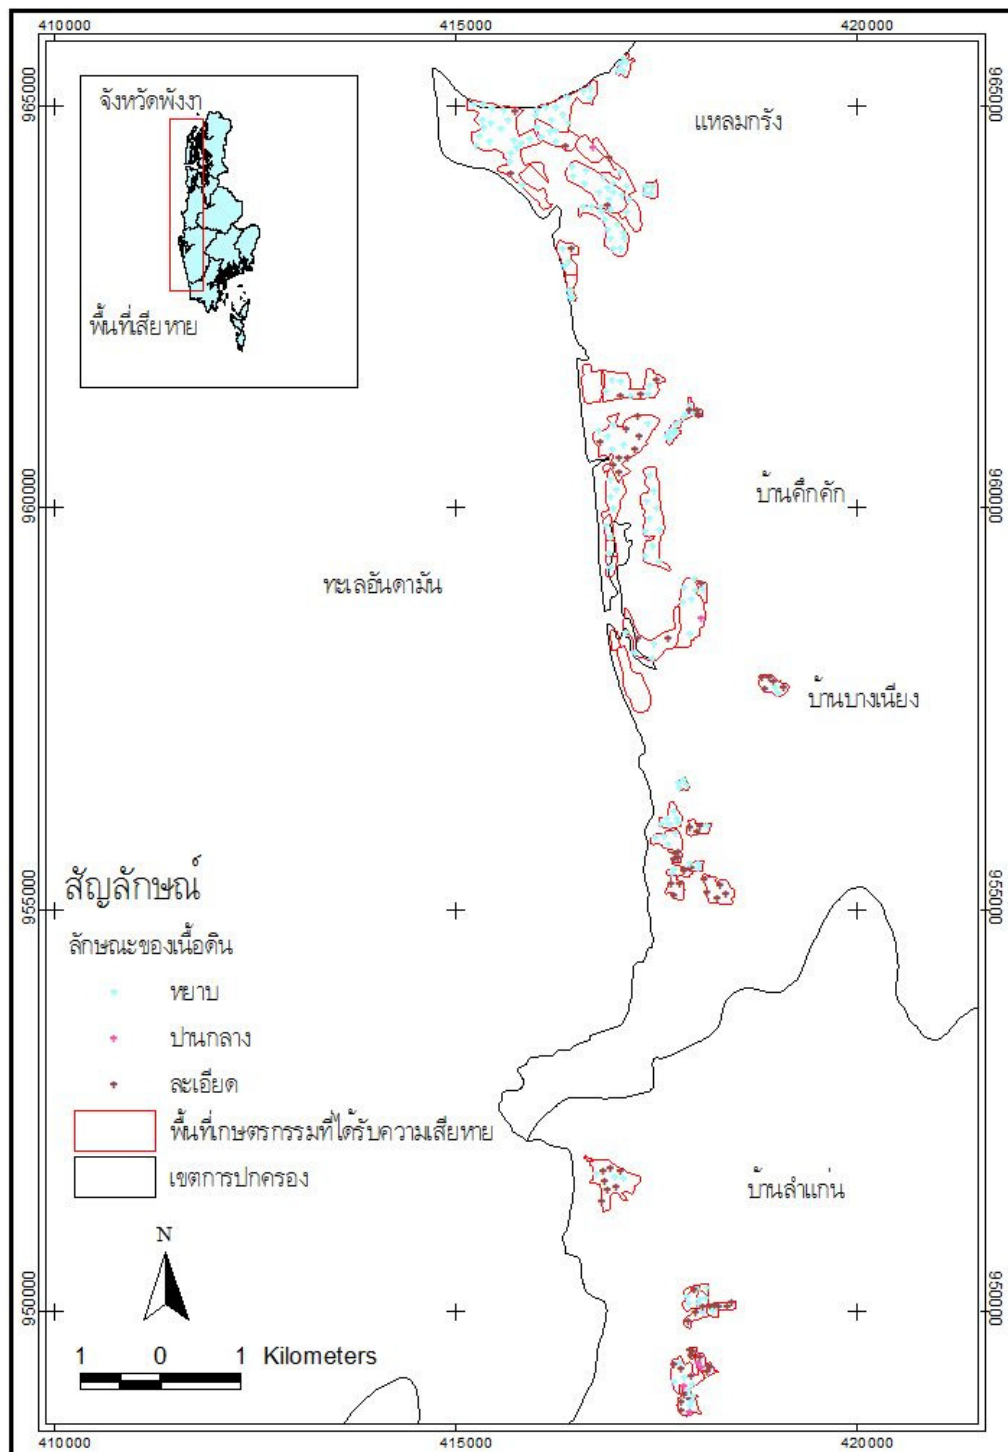 410000 415000 420000
965000
965000
จังหวัดพังงา
แหลมกรัง
พื้นที่เสียหาย
960000
960000
บ้านคึกคัก
ทะเลอันดามัน
บ้านบางเนียง
955000
955000
สัญลักษณ์
ลักษณะของเนื้อดิน
หยาบ
ปานกลาง
ละเอียด
พื้นที่เกษตรกรรมที่ได้รับความเสียหาย
เขตการปกครอง
บ้านลำแก่น
N
950000
950000
1 0 1 Kilometers
410000 415000 420000